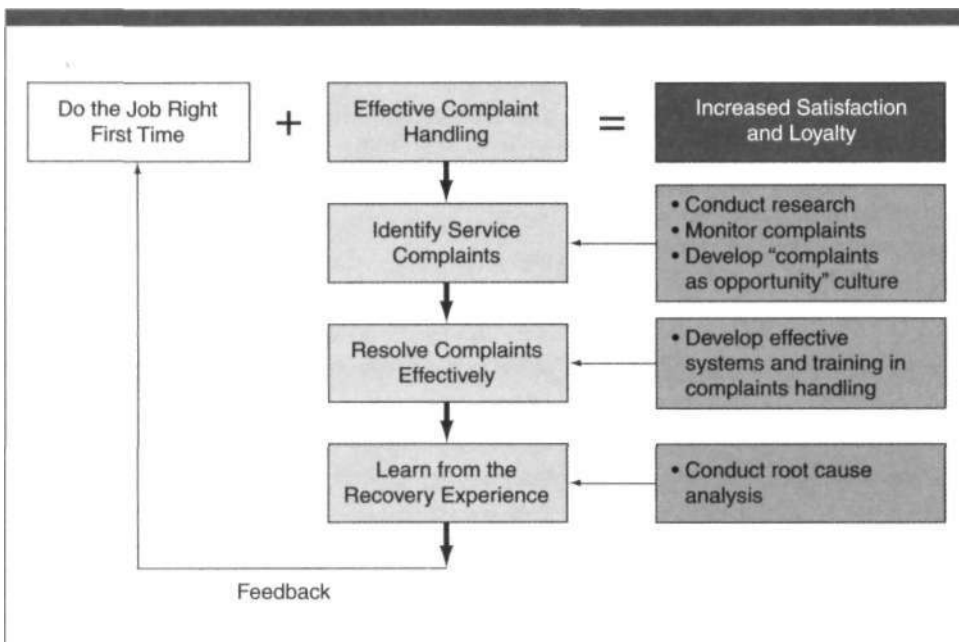 Do the Job Right
First Time
+
Effective Complaint
Handling
=
Increased Satisfaction
and Loyalty
Identify Service
Complaints
• Conduct research
• Monitor complaints
• Develop “complaints
as opportunity” culture
Resolve Complaints
Effectively
• Develop effective
systems and training in
complaints handling
Learn from the
Recovery Experience
• Conduct root cause
analysis
Feedback